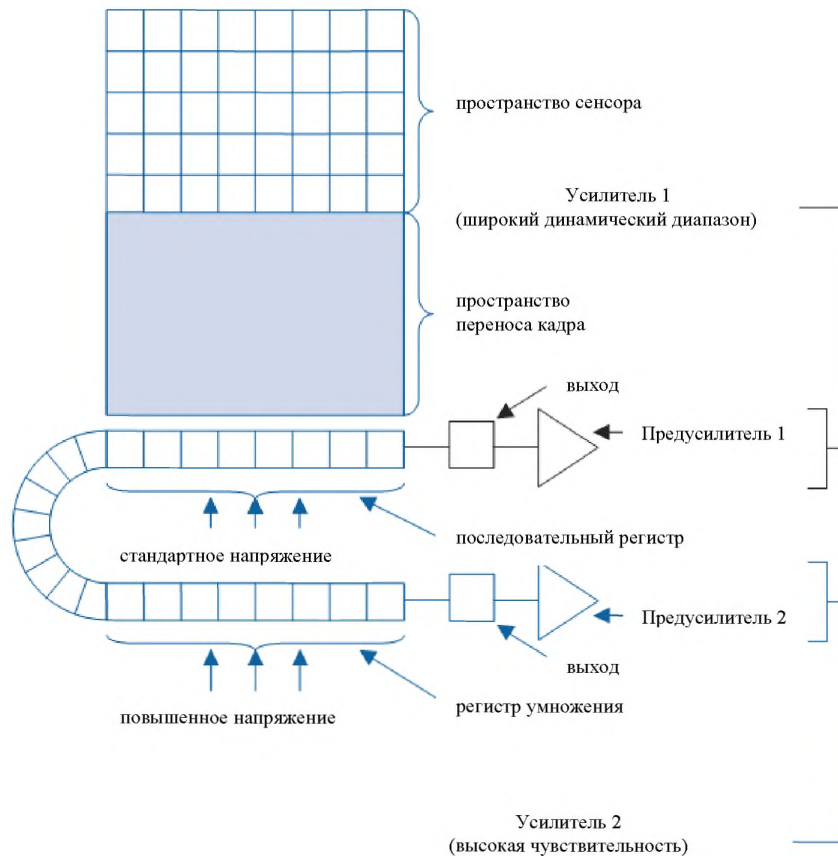 пространство сенсора
Усилитель 1
(широкий динамический диапазон)
пространство
переноса кадра
выход
Предусилитель 1
последовательный регистр
стандартное напряжение
Предусилитель 2
выход
регистр умножения
повышенное напряжение
Усилитель 2
(высокая чувствительность)